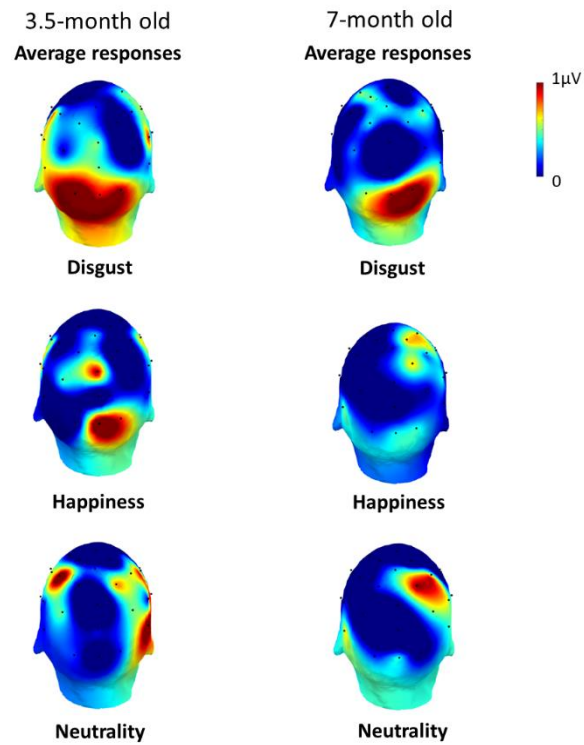 3.5-month old
Average responses
7-month old
Average responses
1µV
0
Disgust
Disgust
Happiness
Happiness
Neutrality
Neutrality